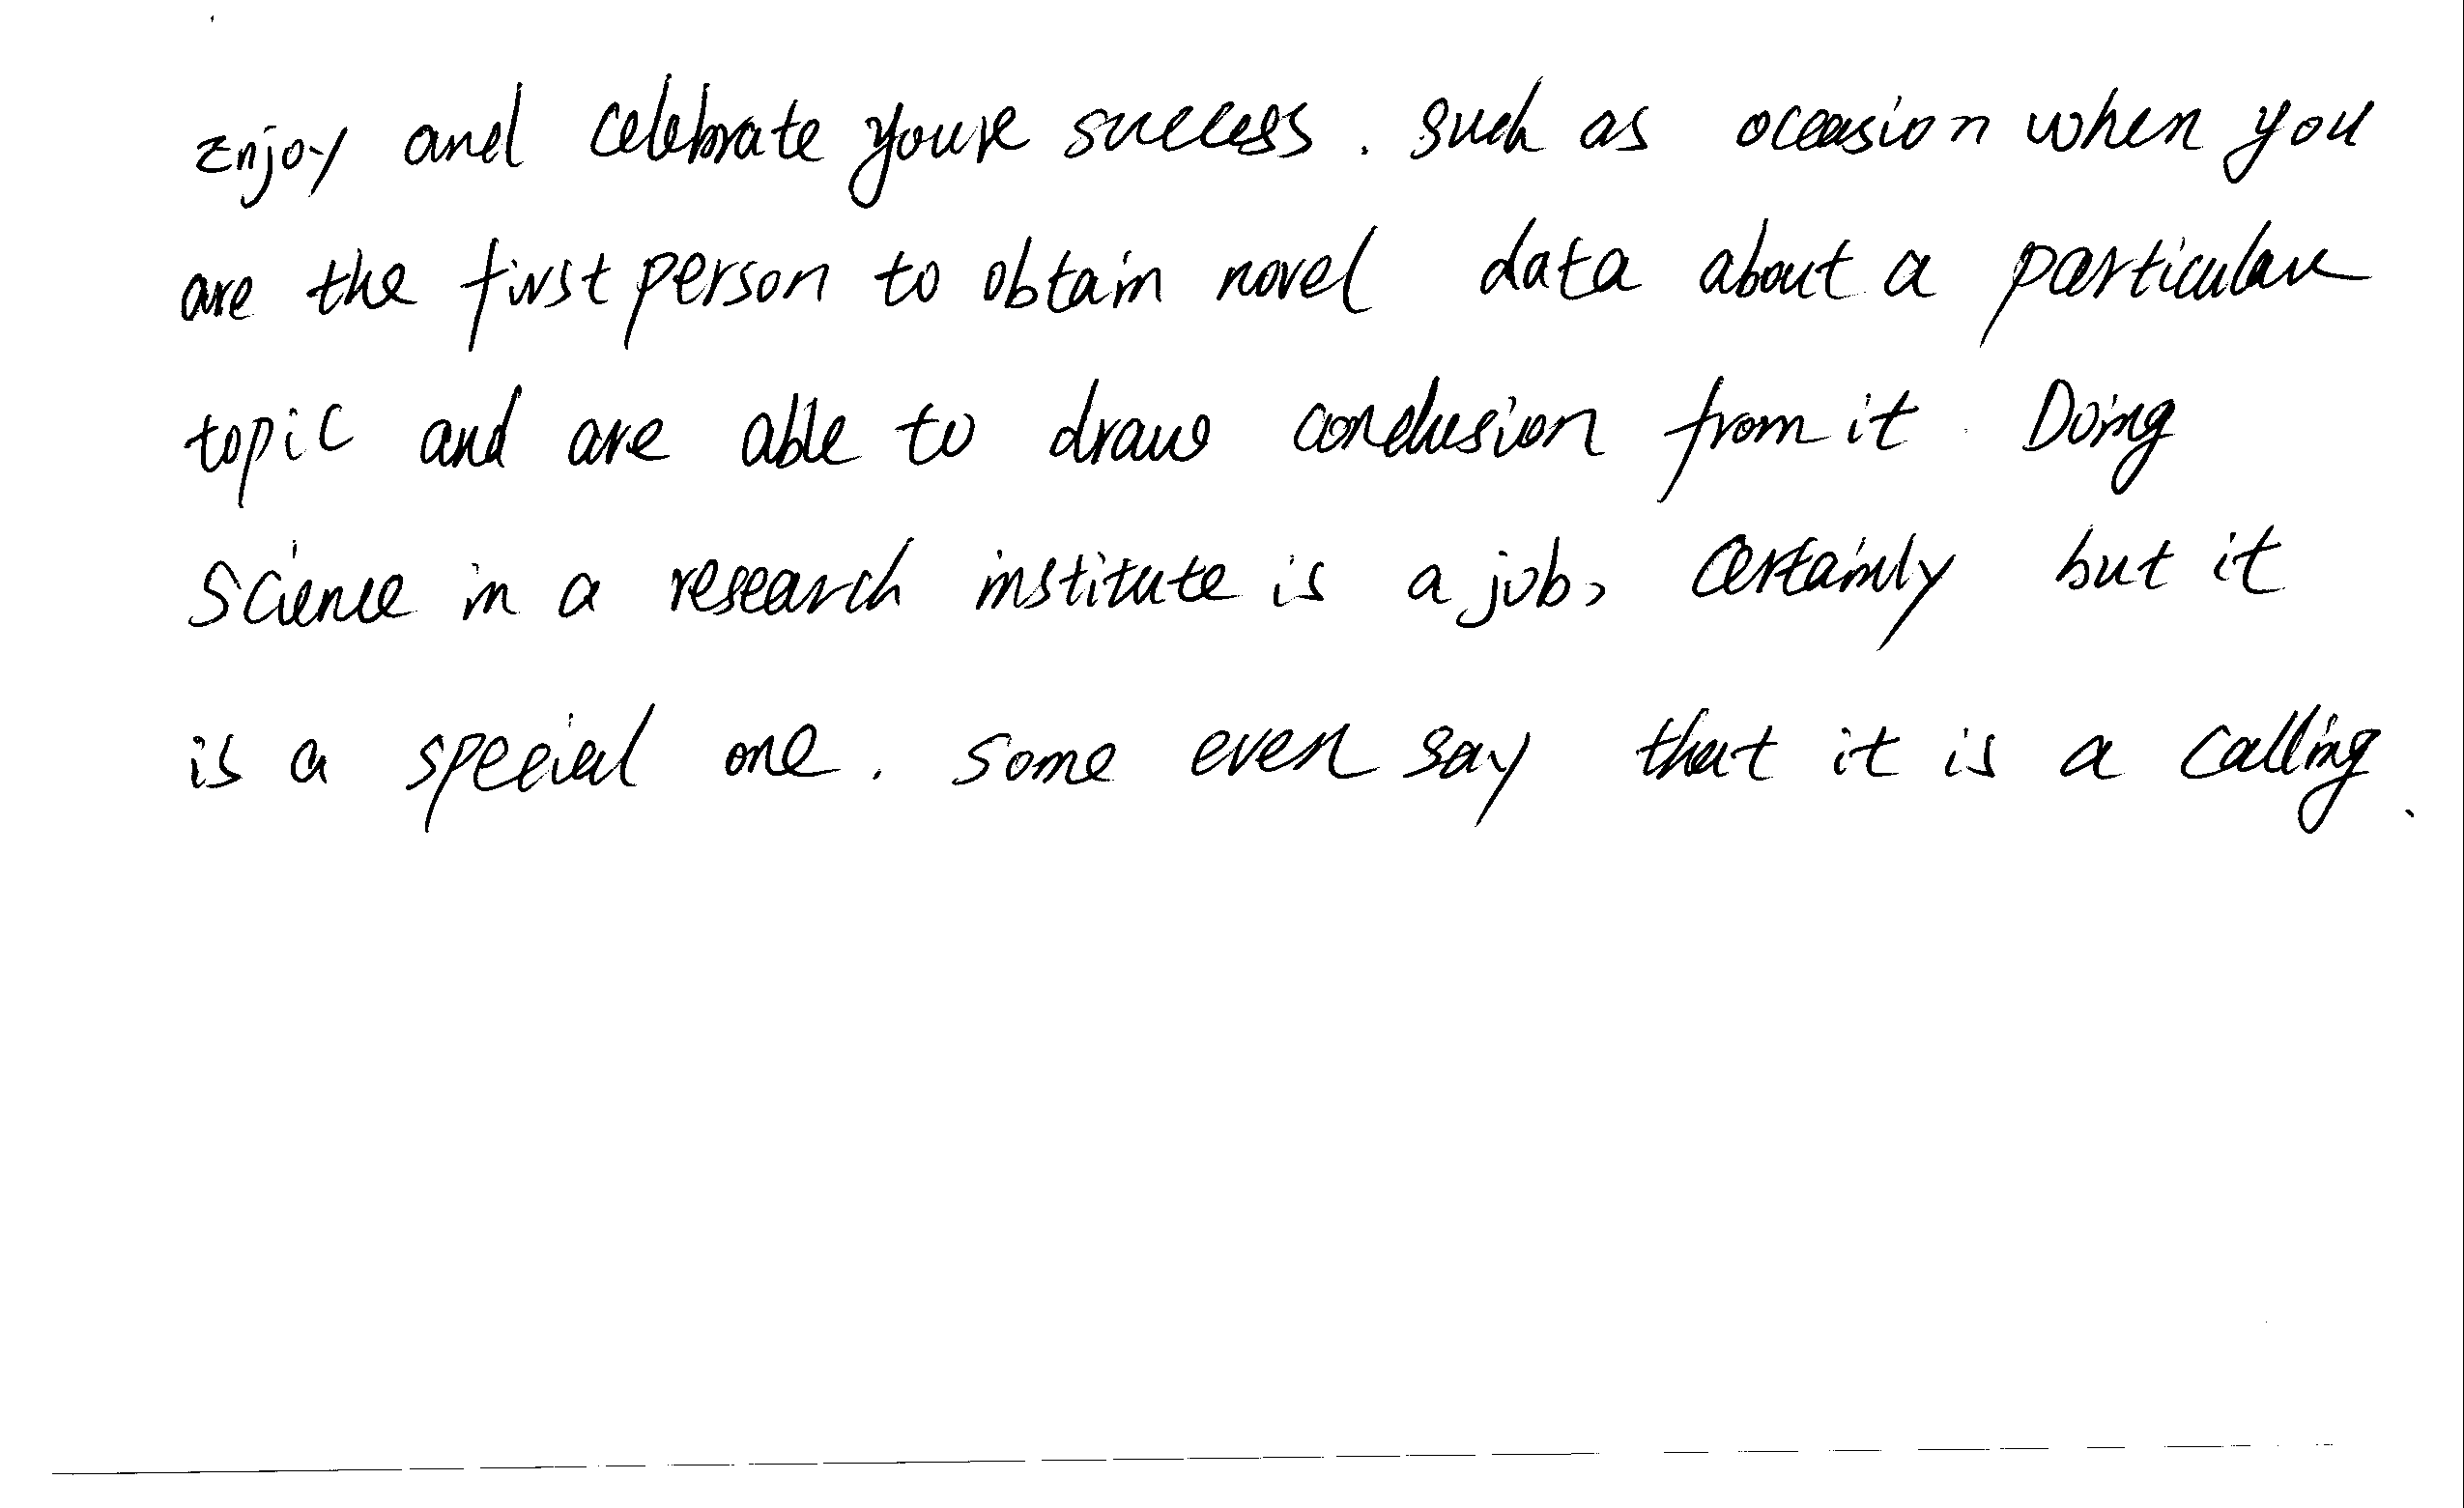 Enjoy and celebrate your success. such as occasion when you
are the first person to obtain novel data about a particular
topic and are able to draw conclusion from it. Doing
Science in a research institute is a job, Certainly but it
is a special one. some even say that it is a calling.